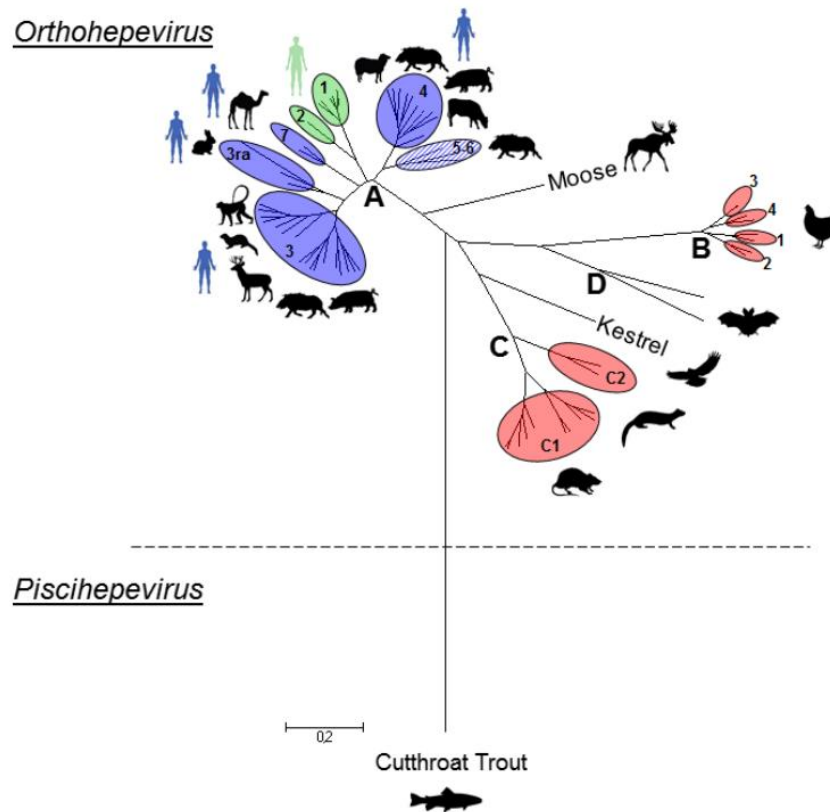 Orthohepevirus
1
4
2
7
5-6
3ra
A
Moose
3
3
4
B
1
2
D
Kestrel
C
C2
C1
Piscihepevirus
0,2
Cutthroat Trout